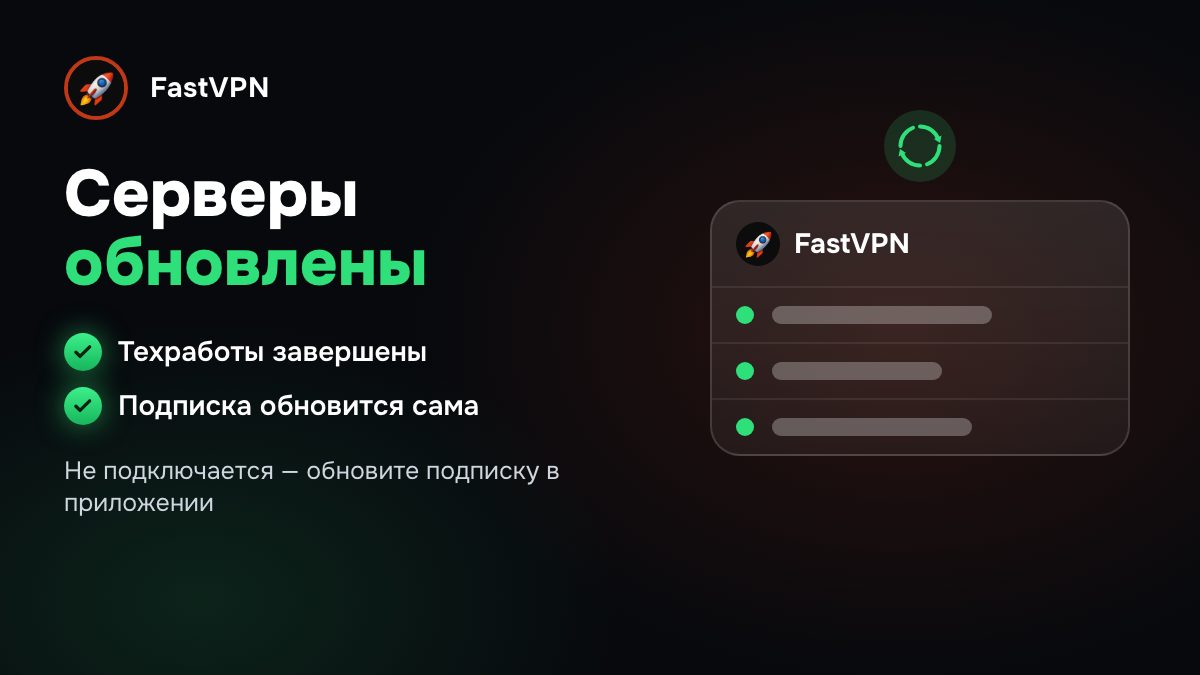 FastVPN
Серверы
обновлены
Техработы завершены
Подписка обновится сама
Не подключается — обновите подписку в
приложении
FastVPN